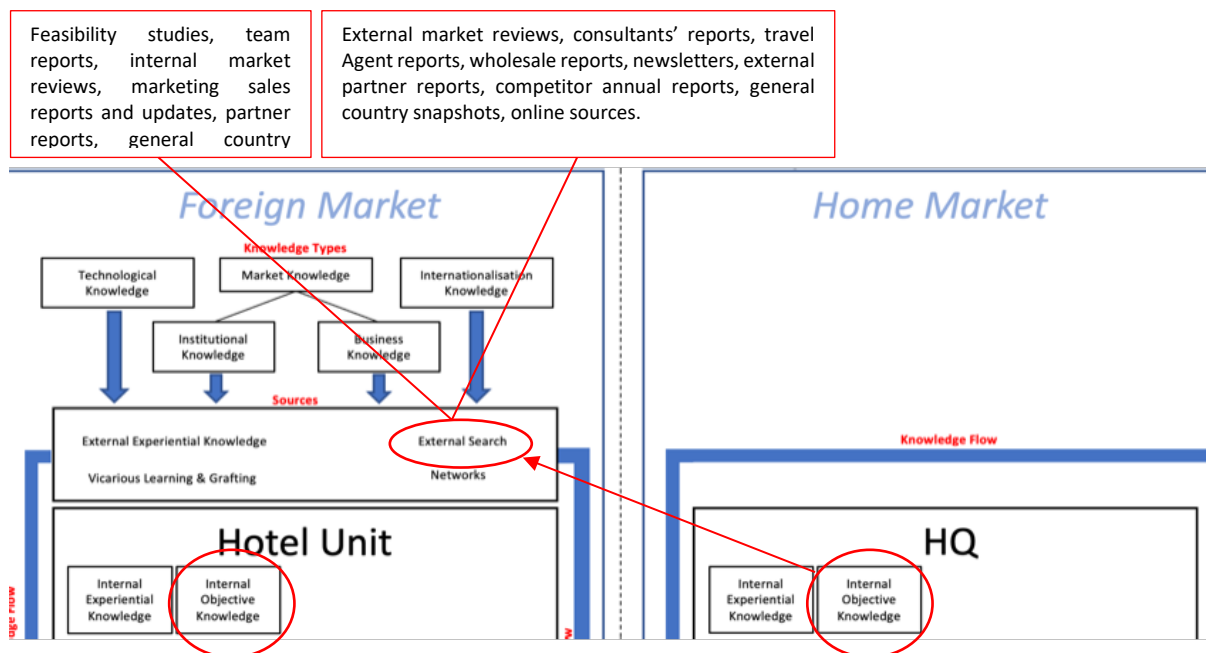 Feasibility studies, team
reports, internal market
reviews, marketing sales
reports and updates, partner
reports, general country
External market reviews, consultants’ reports, travel
Agent reports, wholesale reports, newsletters, external
partner reports, competitor annual reports, general
country snapshots, online sources.
Foreign Market
Knowledge Types
Technological
Knowledge
Market Knowledge
Internationalisation
Knowledge
Institutional
Knowledge
Business
Knowledge
Sources
External Experiential Knowledge
External Search
Vicarious Learning & Grafting
Networks
Hotel Unit
Internal
Experiential
Knowledge
Internal
Objective
Knowledge
Flow
Home Market
Knowledge Flow
HQ
Internal
Experiential
Knowledge
Internal
Objective
Knowledge